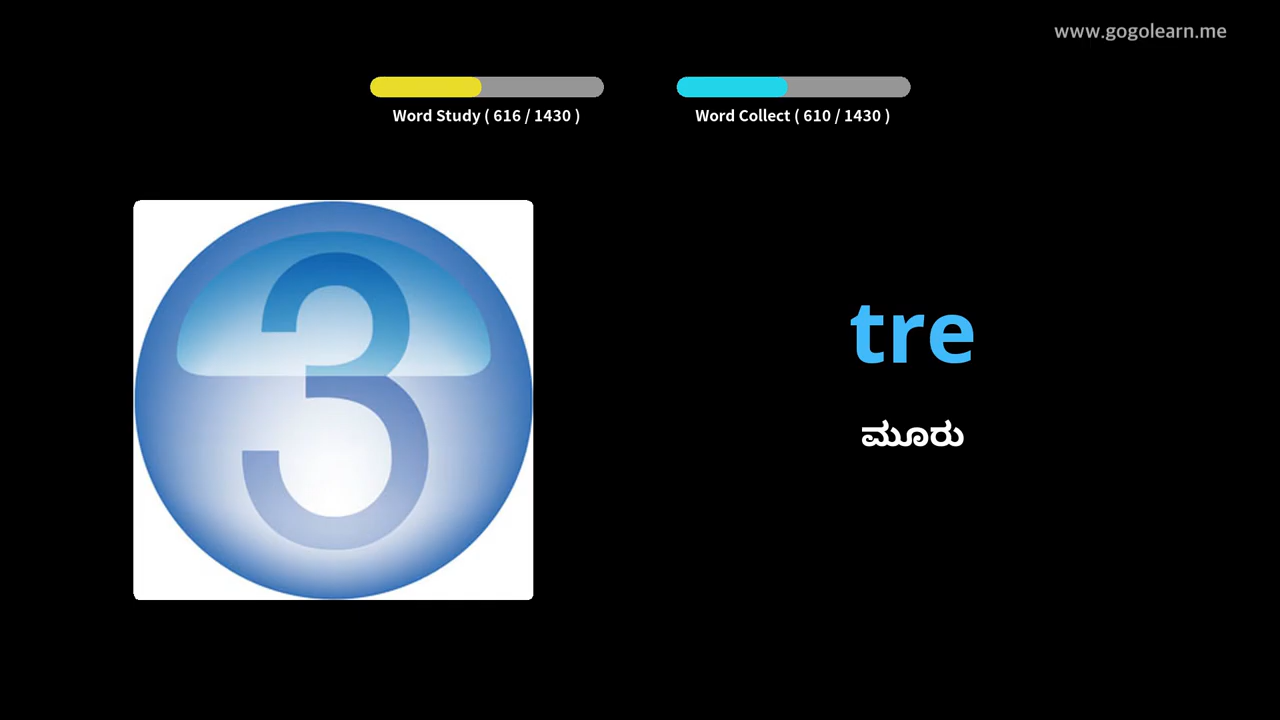 www.gogolearn.me
Word Study ( 616 / 1430 )
Word Collect ( 610 / 1430 )
3
tre
ಮೂರು